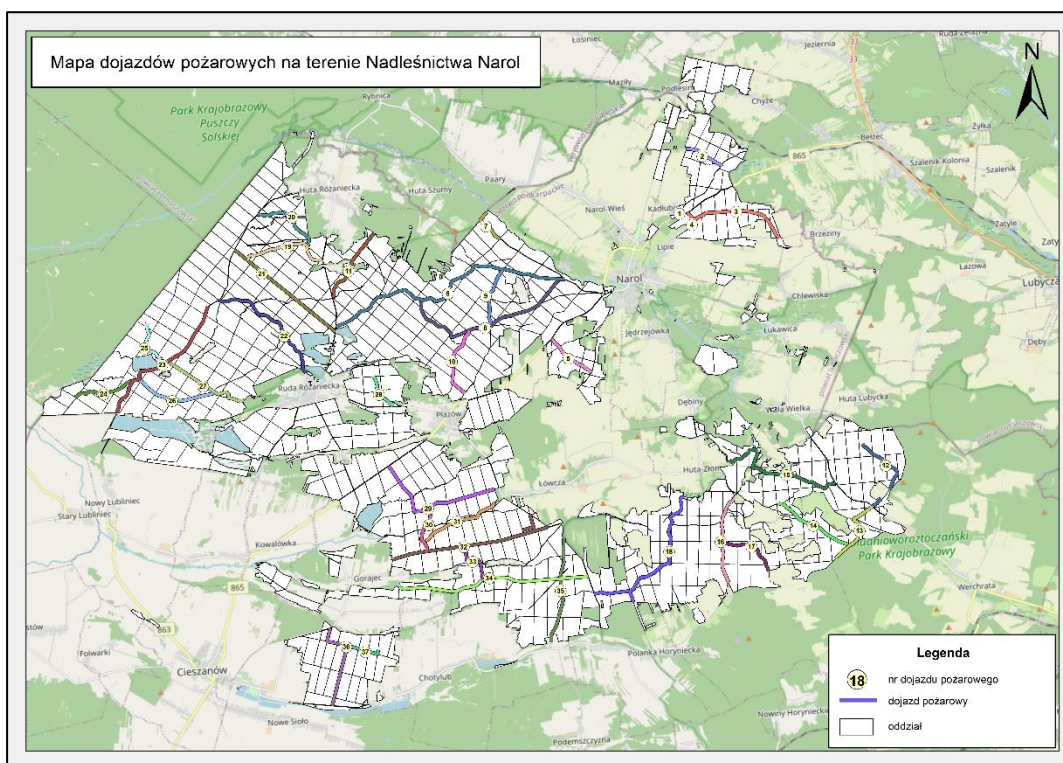 Mapa dojazdów pożarowych na terenie Nadleśnictwa Narol
N
Łosiniec
Jeziernia
33
33
Podlesina
Maziły
Chyże
Rybnica
Park Krajobrazowy
Puszczy
Solskiej
Bełżec
Żyłka
865
Szalenik-Kolonia
Szalenik
Huta Różaniecka
Huta Szumy
Paary
Narol-Wieś
Kadłubiska
Brzeziny
Zatyle
Lipie
Łazowa
Narol
Chlewiska
Lubycza
Jędrzejówka
Łukawica
Dęby
Ruda Różaniecka
Płazów
Dębiny
Wola Wielka
Huta Lubycka
Huta-Złomy
Łówcza
Nowy Lubliniec
Stary Lubliniec
Kowalówka
Południoworoztoczański
Park Krajobrazowy
Werchrata
Gorajec
865
863
Folwarki
Cieszanów
Chotylub
Polanka Horyniecka
Nowe Sioło
Podemszczyzna
Nowiny Horynieckie
1
2
3
4
5
6
7
8
8
9
10
11
12
13
14
15
16
17
18
19
20
21
22
23
24
25
26
27
28
29
30
31
32
33
34
35
36
37
Legenda
18 nr dojazdu pożarowego
dojazd pożarowy
oddział